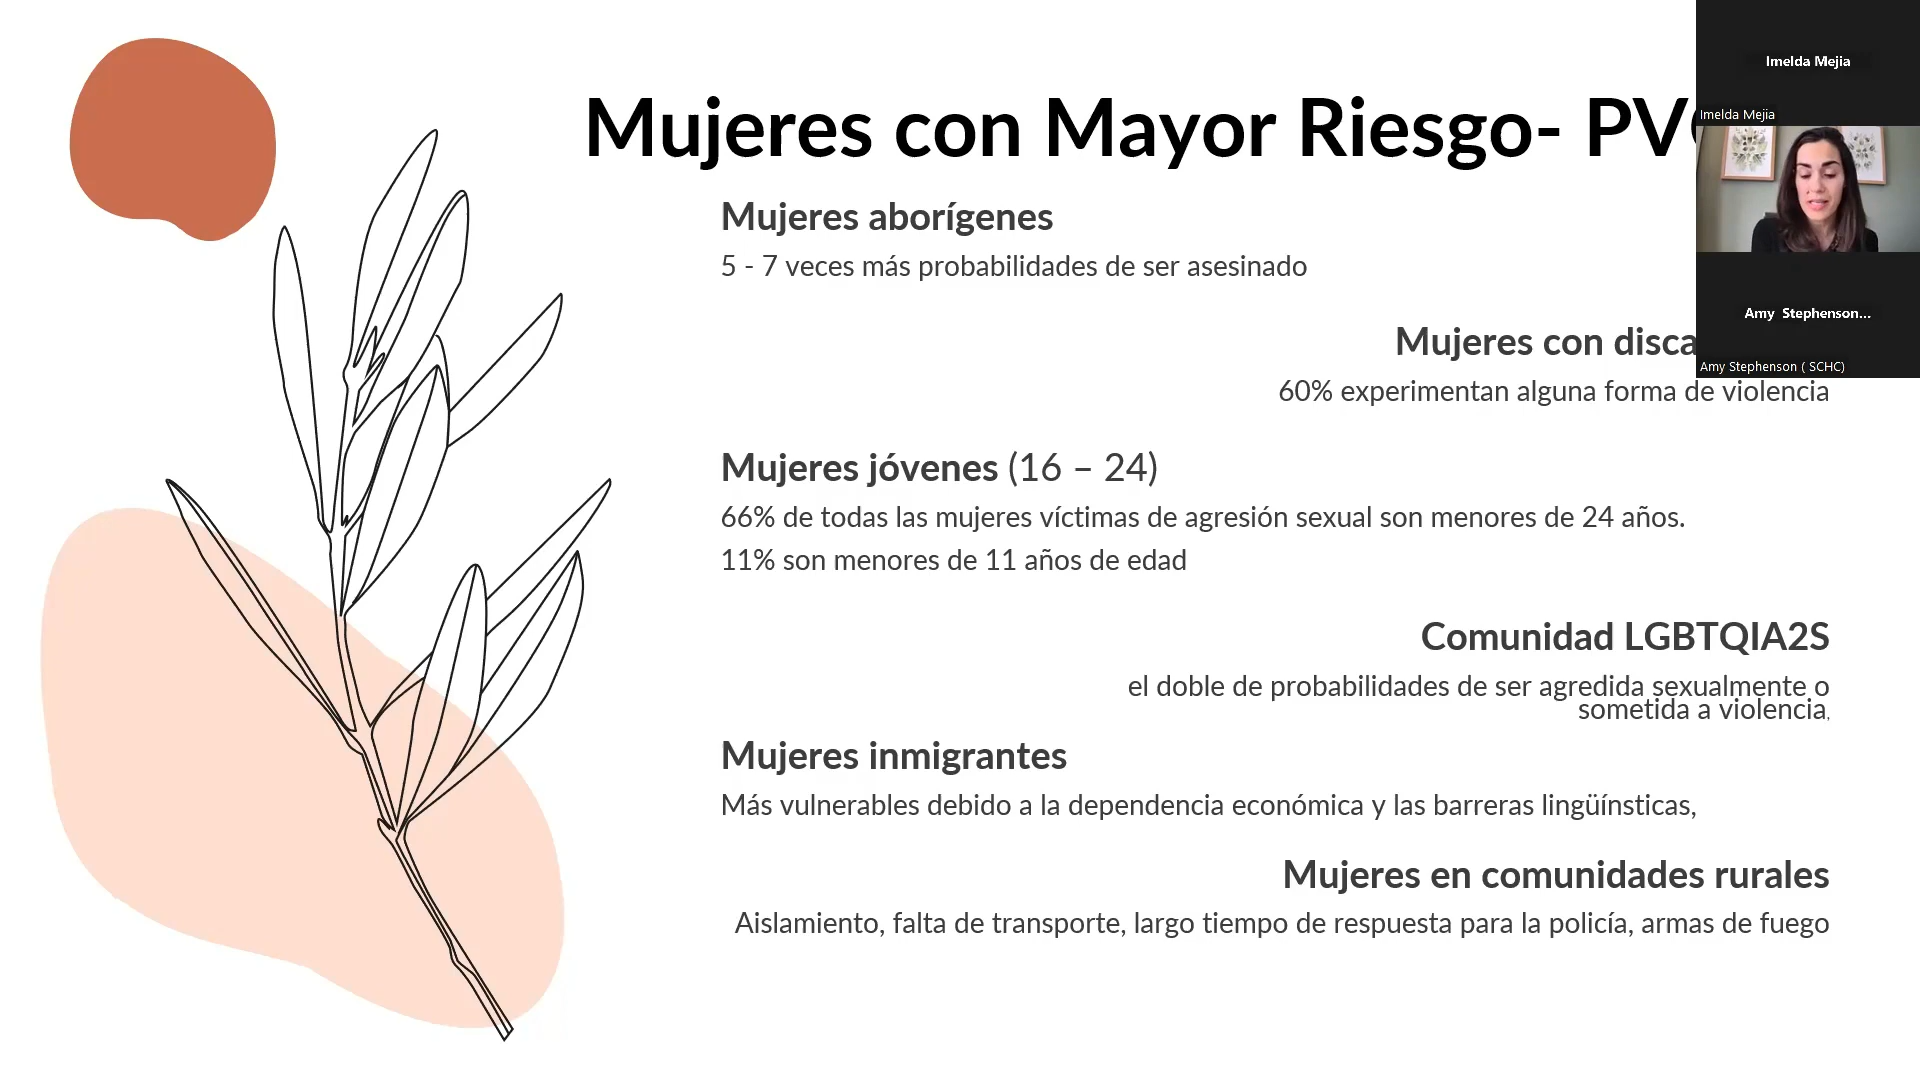 Mujeres con Mayor Riesgo-
Imelda Mejia
Imelda Mejia
Mujeres aborígenes
5 - 7 veces más probabilidades de ser asesinado
Mujeres con
60% experimentan alguna forma de violencia
Amy Stephenson...
Amy Stephenson ( SCHC)
Mujeres jóvenes (16 – 24)
66% de todas las mujeres víctimas de agresión sexual son menores de 24 años.
11% son menores de 11 años de edad
Comunidad LGBTQIA2S
el doble de probabilidades de ser agredida sexualmente o
sometida a violencia,
Mujeres inmigrantes
Más vulnerables debido a la dependencia económica y las barreras lingüínsticas,
Mujeres en comunidades rurales
Aislamiento, falta de transporte, largo tiempo de respuesta para la policía, armas de fuego